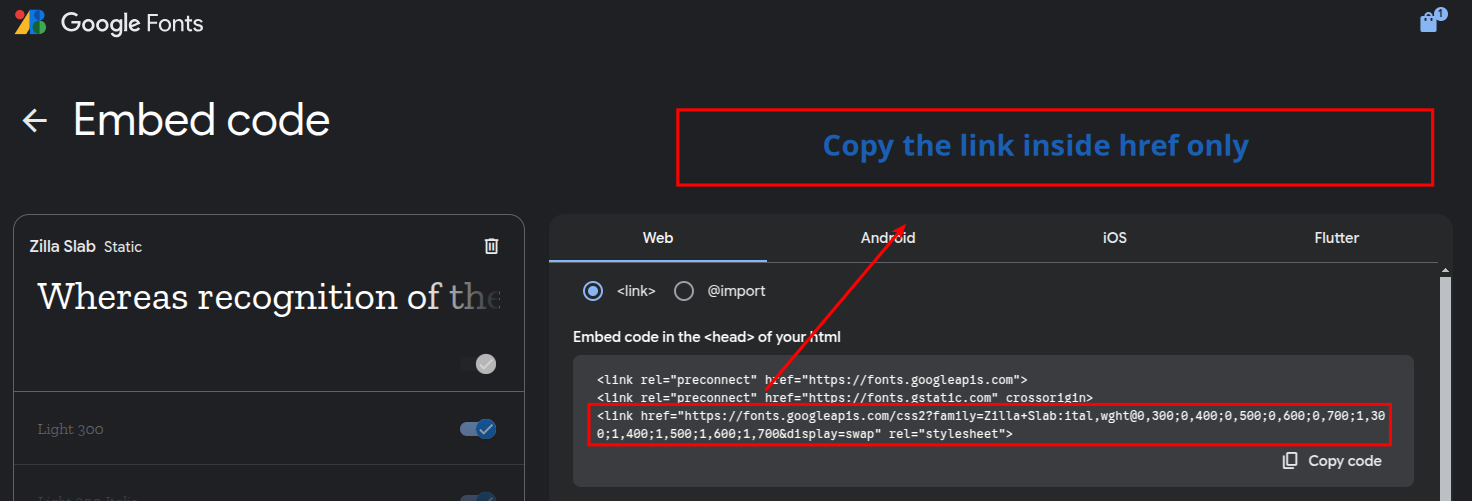 Google Fonts
1
Embed code
Copy the link inside href only
Zilla Slab Static
Whereas recognition of the
Light 300
Light 300 Italic
Web
Android
iOS
Flutter
<link>
@import
Embed code in the <head> of your html
<link rel="preconnect" href="https://fonts.googleapis.com">
<link rel="preconnect" href="https://fonts.gstatic.com" crossorigin>
<link href="https://fonts.googleapis.com/css2?family=Zilla+Slab:ital,wght@0,300;0,400;0,500;0,600;0,700;1,30
0;1,400;1,500;1,600;1,700&display=swap" rel="stylesheet">
Copy code